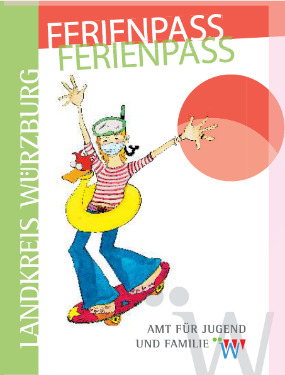 FERIENPASS
FERIENPASS
LANDKREIS WÜRZBURG
AMT FÜR JUGEND
UND FAMILIE
W